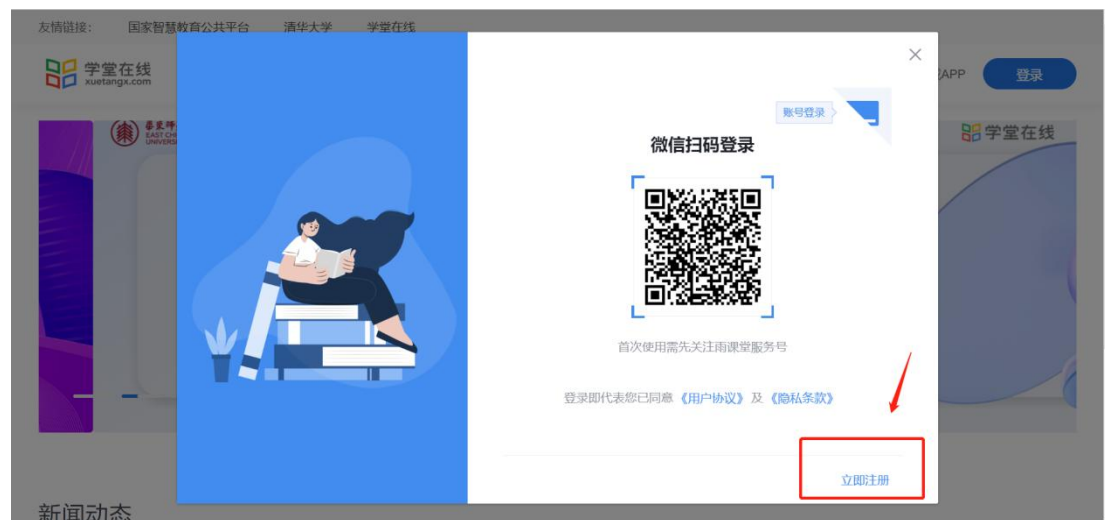 友情链接： 国家智慧教育公共平台 清华大学 学堂在线
学堂在线
xuetangx.com
APP
登录
账号登录
微信扫码登录
首次使用需先关注雨课堂服务号
登录即代表您已同意《用户协议》及《隐私条款》
立即注册
EAST
学堂在线
新闻动态